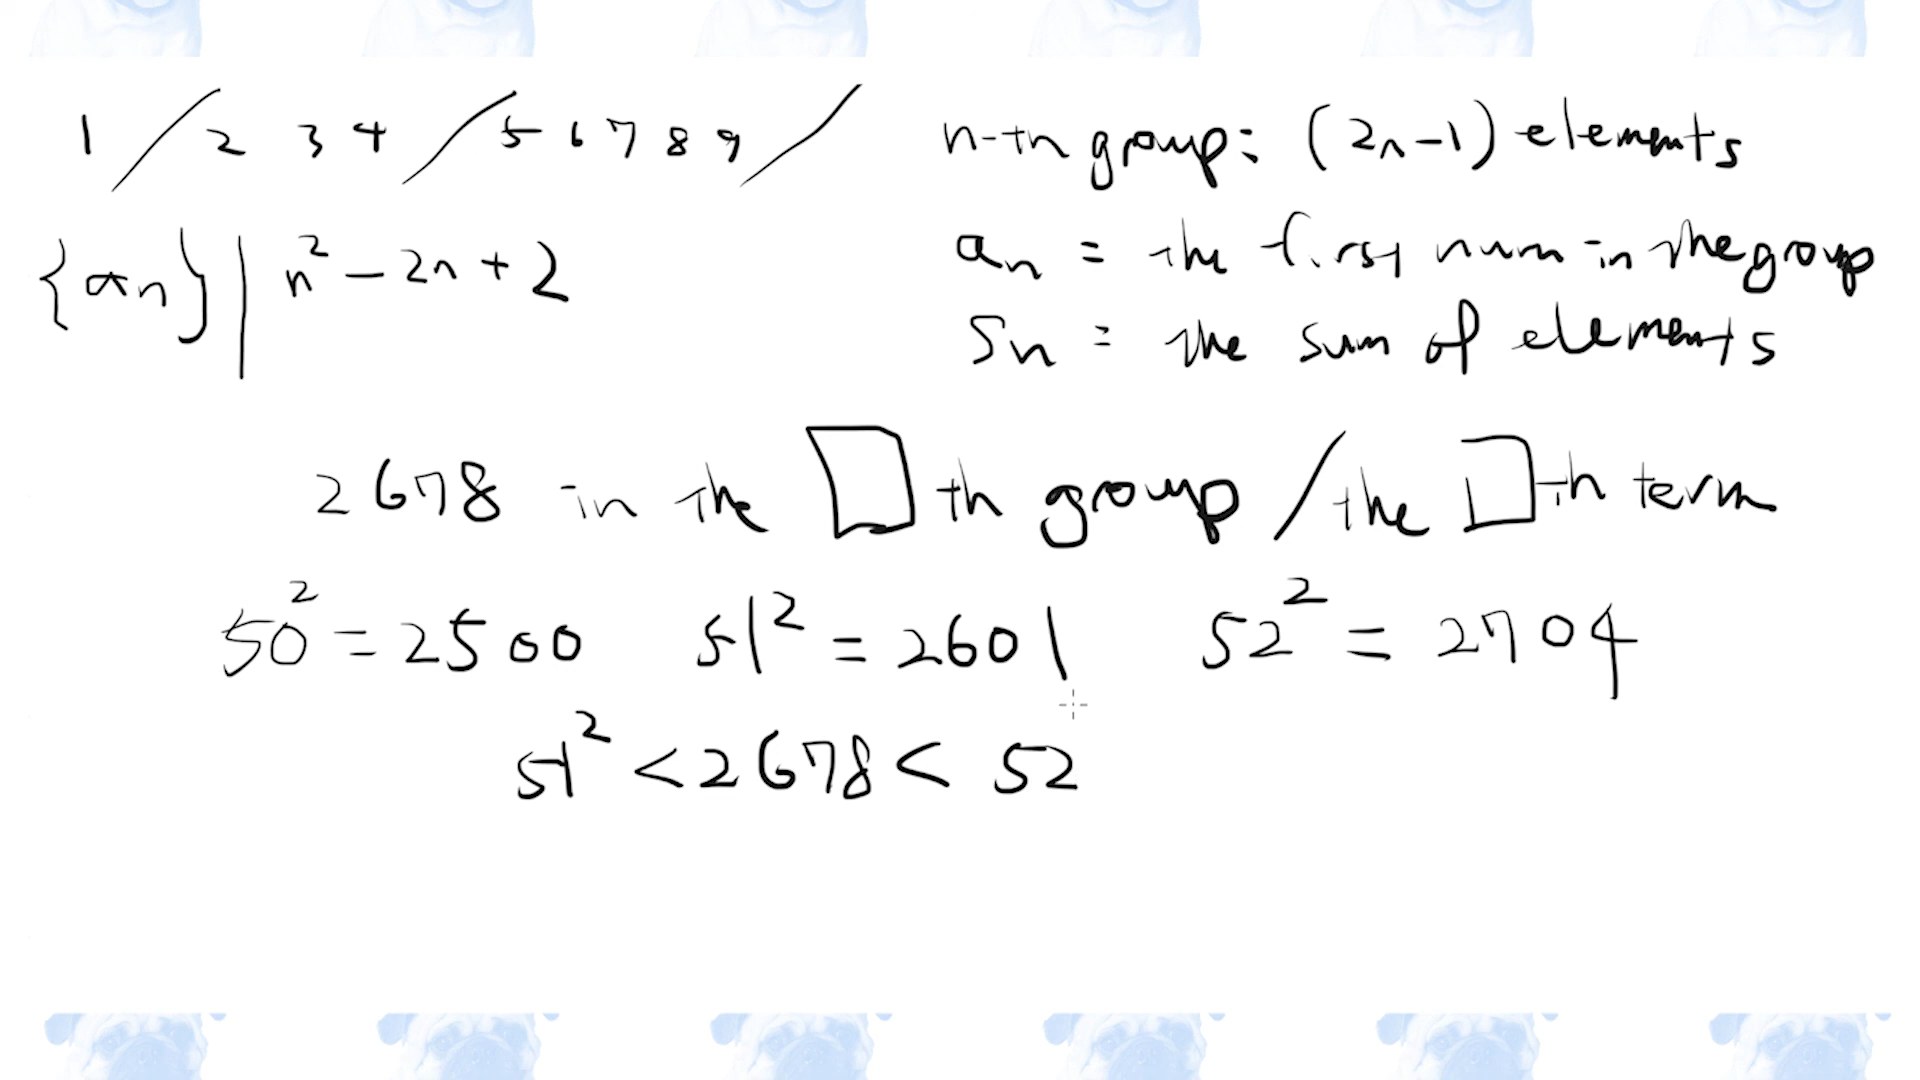 1 / 2 3 4 / 5 6 7 8 9 /
n-th group: (2n-1) elements
{an} | n² - 2n + 2
an = the first num in the group
Sn = the sum of elements
2678 in the □th group / the □th term
50² = 2500 51² = 2601 52² = 2704
51² < 2678 < 52